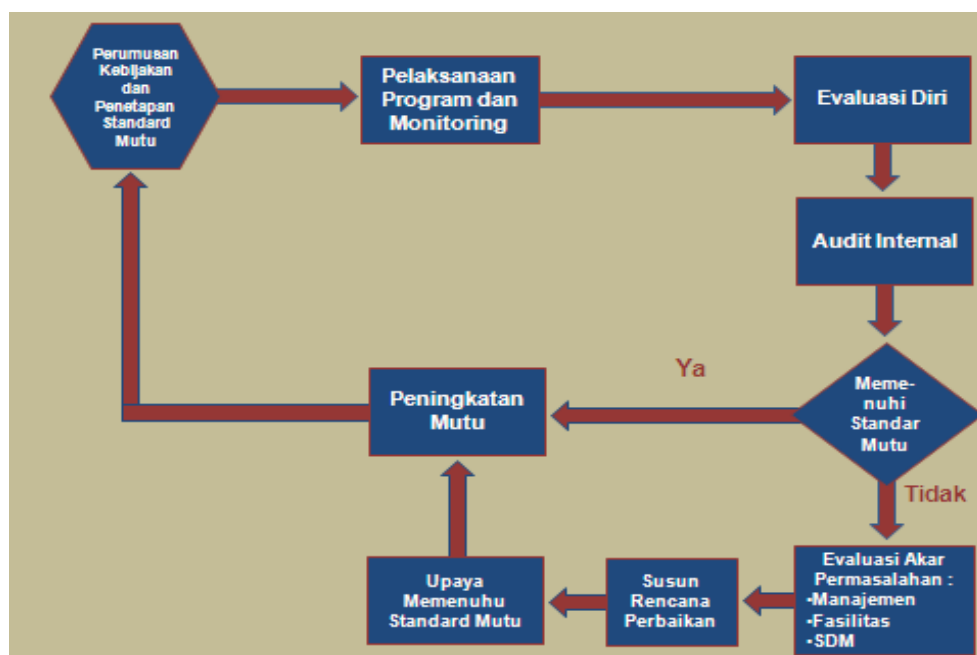 Perumusan
Kebijakan
dan
Penetapan
Standard
Mutu
Pelaksanaan
Program dan
Monitoring
Evaluasi Diri
Audit Internal
Meme-
nuhi
Standar
Mutu
Ya
Tidak
Peningkatan
Mutu
Evaluasi Akar
Permasalahan :
•Manajemen
•Fasilitas
•SDM
Susun
Rencana
Perbaikan
Upaya
Memenuhu
Standard Mutu